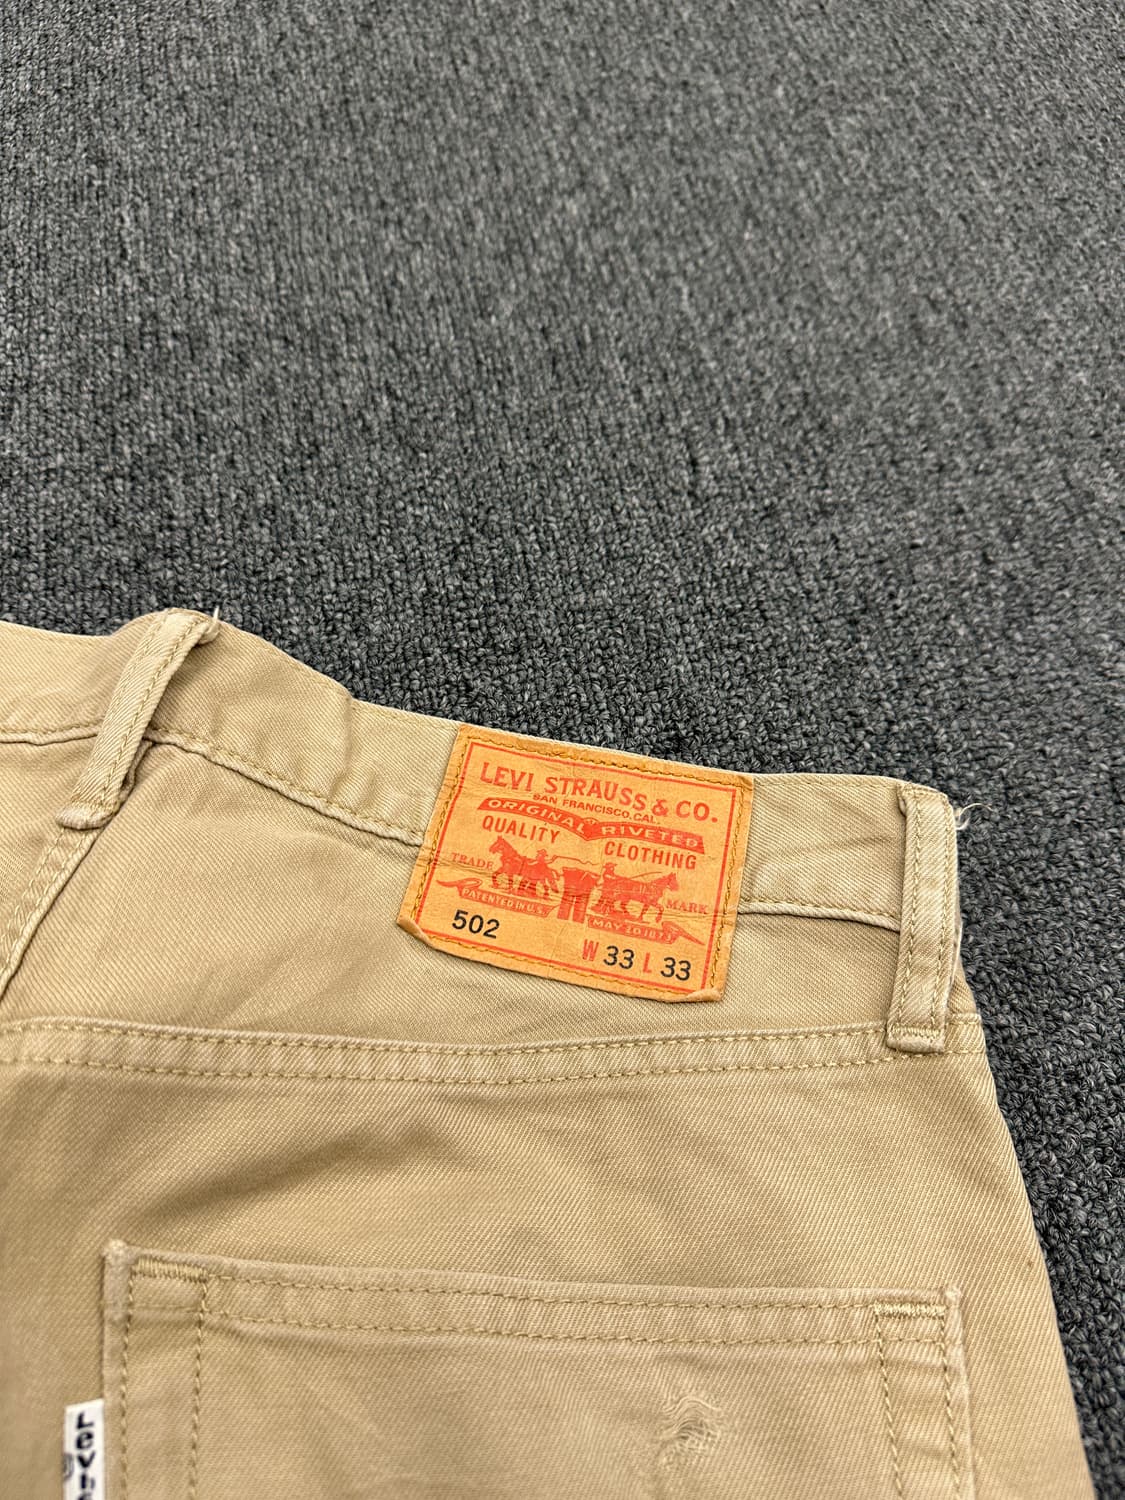 LEVI STRAUSS & CO.
SAN FRANCISCO, CAL.
ORIGINAL RIVETED
QUALITY CLOTHING
TRADE MARK
PATENTED IN U.S. MAY 20 1873
502
W 33 L 33